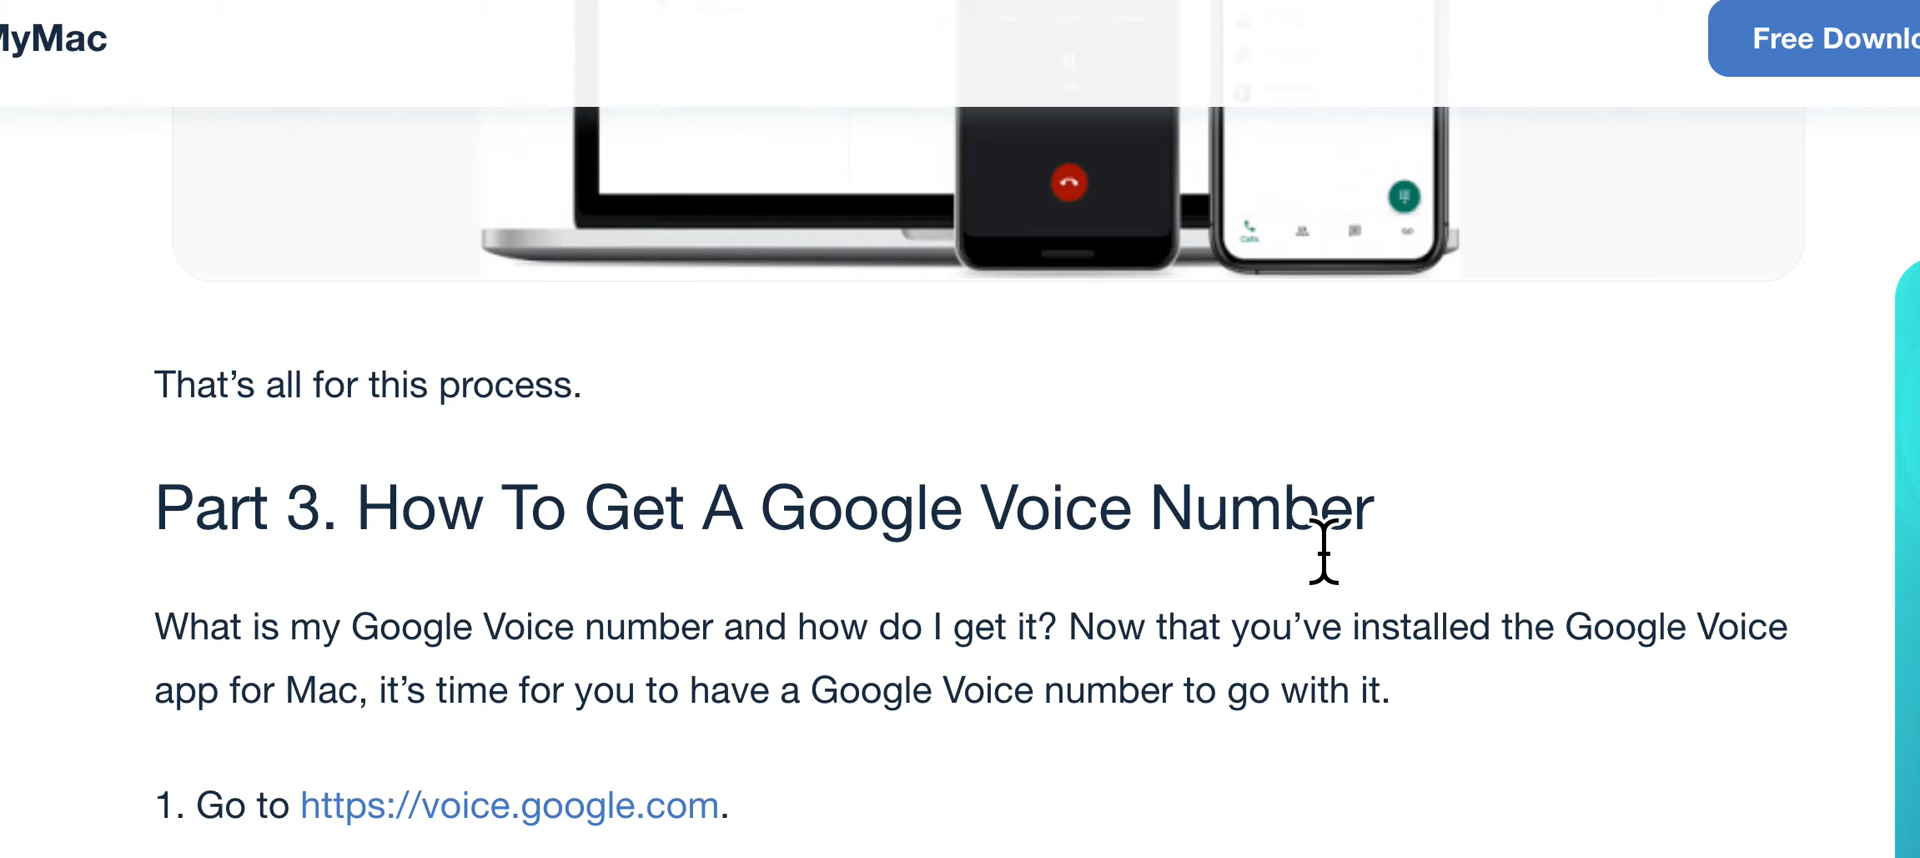 MyMac
Free Downlo
Calls
That’s all for this process.
Part 3. How To Get A Google Voice Number
What is my Google Voice number and how do I get it? Now that you’ve installed the Google Voice
app for Mac, it’s time for you to have a Google Voice number to go with it.
1. Go to https://voice.google.com.